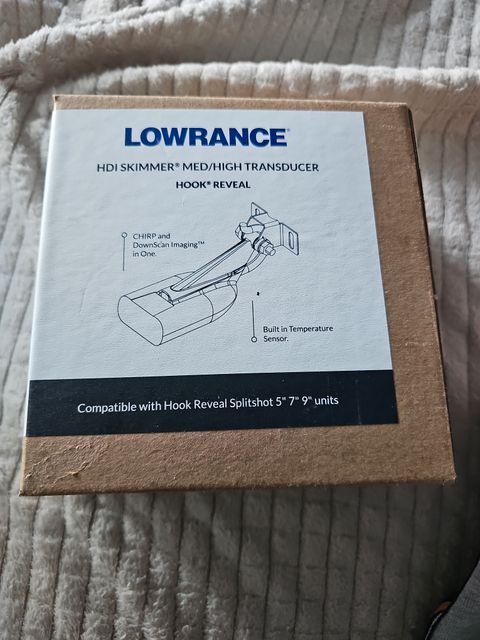 LOWRANCE®
HDI SKIMMER® MED/HIGH TRANSDUCER
HOOK® REVEAL
CHIRP and
DownScan Imaging™
in One.
Built in Temperature
Sensor.
Compatible with Hook Reveal Splitshot 5" 7" 9" units